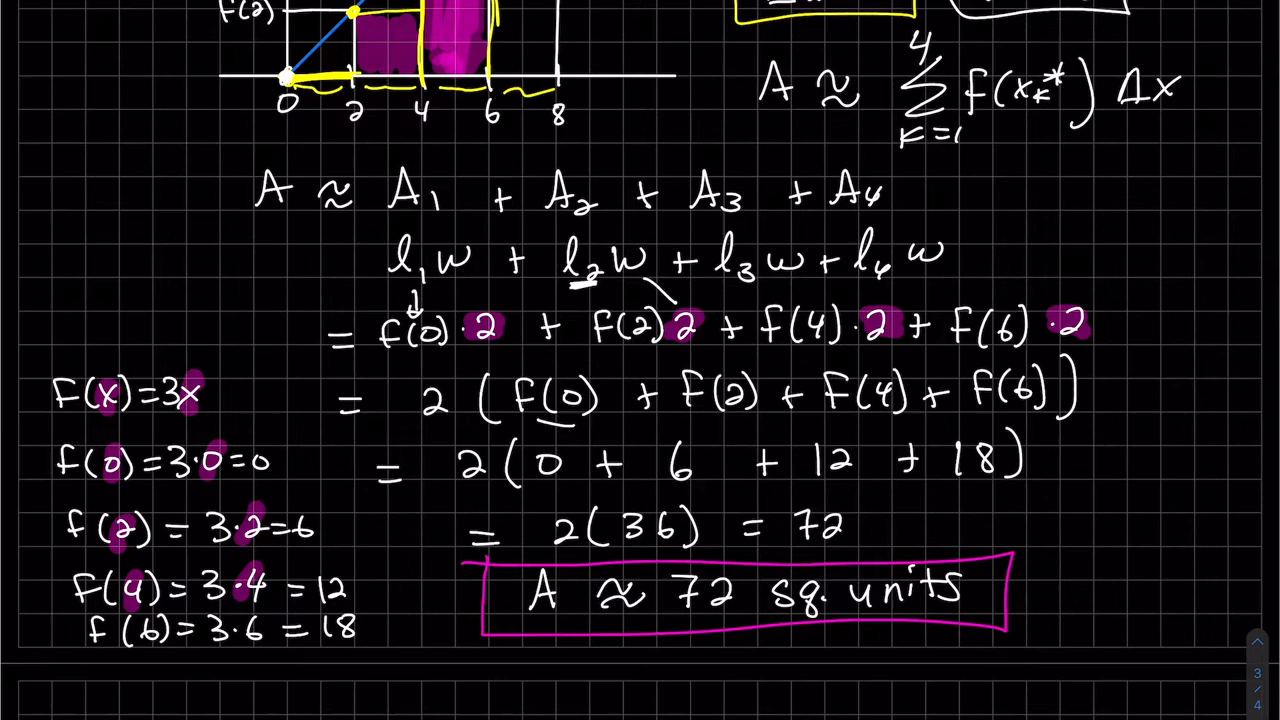 F(2)
0 2 4 6 8
A ≈ 4 Σ K=1 f(xₖ*) Δx
A ≈ A₁ + A₂ + A₃ + A₄
l₁w + l₂w + l₃w + l₄w
= f(0)·2 + f(2)2 + f(4)·2 + f(6)·2
F(x)=3x = 2 (f(0) + f(2) + f(4) + f(6))
f(0)=3·0=0 = 2(0 + 6 + 12 + 18)
f(2)=3·2=6 = 2(36) = 72
f(4)=3·4=12 A ≈ 72 sq. units
f(6)=3·6=18
3
/
4